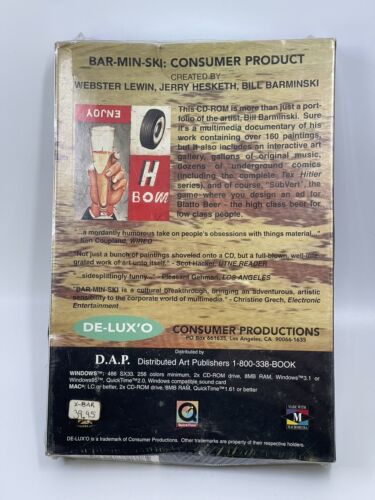 BAR-MIN-SKI: CONSUMER PRODUCT
CREATED BY
WEBSTER LEWIN, JERRY HESKETH, BILL BARMINSKI
ENJOY
H
BOM
This CD-ROM is more than just a port-
folio of the artist, Bill Barminski. Sure
it's a multimedia documentary of his
work containing over 160 paintings,
but it also includes an interactive art
gallery, gallons of original music,
dozens of underground comics
(including the complete Tex Hitler
series), and of course, "SubVert", the
game where you design an ad for
Blatto Beer - the high class beer for
low class people.
"...a mordantly humorous take on people's obsessions with things material..."
- Ian Coupland, WIRED
"Not just a bunch of paintings shoveled onto a CD, but a full-blown, well-inte-
grated work of art unto itself." - Scot Hacker, UTNE READER
"...sidesplittingly funny..." - Pleasant Gehman, LOS ANGELES
"BAR-MIN-SKI is a cultural breakthrough, bringing an adventurous, artistic
sensibility to the corporate world of multimedia." - Christine Grech, Electronic
Entertainment
DE-LUX'O
CONSUMER PRODUCTIONS
PO Box 661635, Los Angeles, CA. 90066-1635
Distributed by
D.A.P. Distributed Art Publishers 1-800-338-BOOK
WINDOWS™: 486 SX33, 256 colors minimum, 2x CD-ROM drive, 8MB RAM, Windows™3.1 or
Windows95™, QuickTime™2.0, Windows compatible sound card
MAC®: LC or better, 2x CD-ROM drive, 8MB RAM, QuickTime™1.61 or better
X-BAR
39.95
QuickTime
MADE WITH
M
MACROMEDIA
DE-LUX'O is a trademark of Consumer Productions. Other trademarks are property of their respective holders.